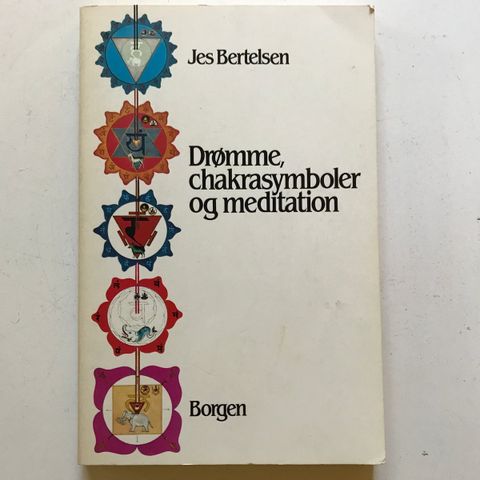 Jes Bertelsen
Drømme,
chakrasymboler
og meditation
Borgen